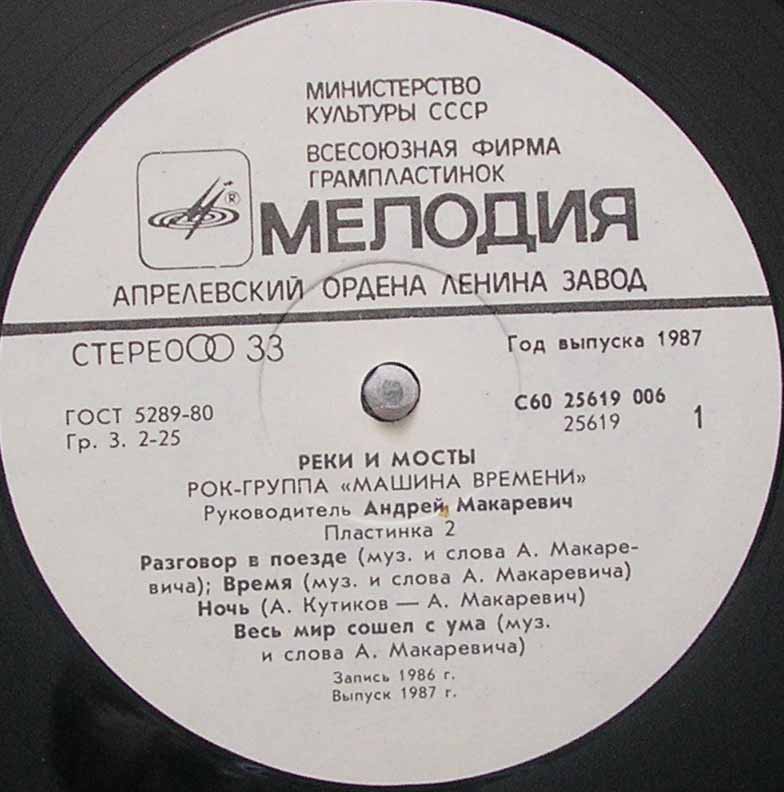 МИНИСТЕРСТВО
КУЛЬТУРЫ СССР
ВСЕСОЮЗНАЯ ФИРМА
ГРАМПЛАСТИНОК
®
МЕЛОДИЯ
АПРЕЛЕВСКИЙ ОРДЕНА ЛЕНИНА ЗАВОД
СТЕРЕО 33
Год выпуска 1987
ГОСТ 5289-80
Гр. 3. 2-25
С60 25619 006
25619
1
РЕКИ И МОСТЫ
РОК-ГРУППА «МАШИНА ВРЕМЕНИ»
Руководитель Андрей Макаревич
Пластинка 2
Разговор в поезде (муз. и слова А. Макаре-
вича); Время (муз. и слова А. Макаревича)
Ночь (А. Кутиков — А. Макаревич)
Весь мир сошел с ума (муз.
и слова А. Макаревича)
Запись 1986 г.
Выпуск 1987 г.